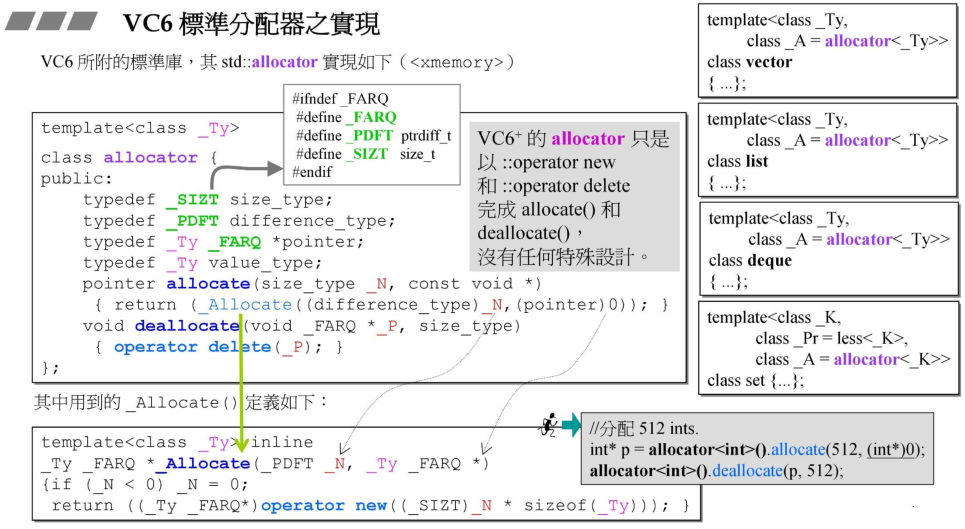 VC6 標準分配器之實現
VC6 所附的標準庫，其 std::allocator 實現如下（<xmemory>）
template<class _Ty>
class allocator {
public:
typedef _SIZT size_type;
typedef _PDFT difference_type;
typedef _Ty _FARQ *pointer;
typedef _Ty value_type;
pointer allocate(size_type _N, const void *)
{ return (_Allocate((difference_type)_N,(pointer)0)); }
void deallocate(void _FARQ *_P, size_type)
{ operator delete(_P); }
};
#ifndef _FARQ
#define _FARQ
#define _PDFT ptrdiff_t
#define _SIZT size_t
#endif
VC6+ 的 allocator 只是
以 ::operator new
和 ::operator delete
完成 allocate() 和
deallocate()，
沒有任何特殊設計。
其中用到的 _Allocate() 定義如下：
template<class _Ty> inline
_Ty _FARQ *_Allocate(_PDFT _N, _Ty _FARQ *)
{if (_N < 0) _N = 0;
return ((_Ty _FARQ*)operator new((_SIZT)_N * sizeof(_Ty))); }
template<class _Ty,
class _A = allocator<_Ty>>
class vector
{ ...};
template<class _Ty,
class _A = allocator<_Ty>>
class list
{ ...};
template<class _Ty,
class _A = allocator<_Ty>>
class deque
{ ...};
template<class _K,
class _Pr = less<_K>,
class _A = allocator<_K>>
class set {...};
//分配 512 ints.
int* p = allocator<int>().allocate(512, (int*)0);
allocator<int>().deallocate(p, 512);